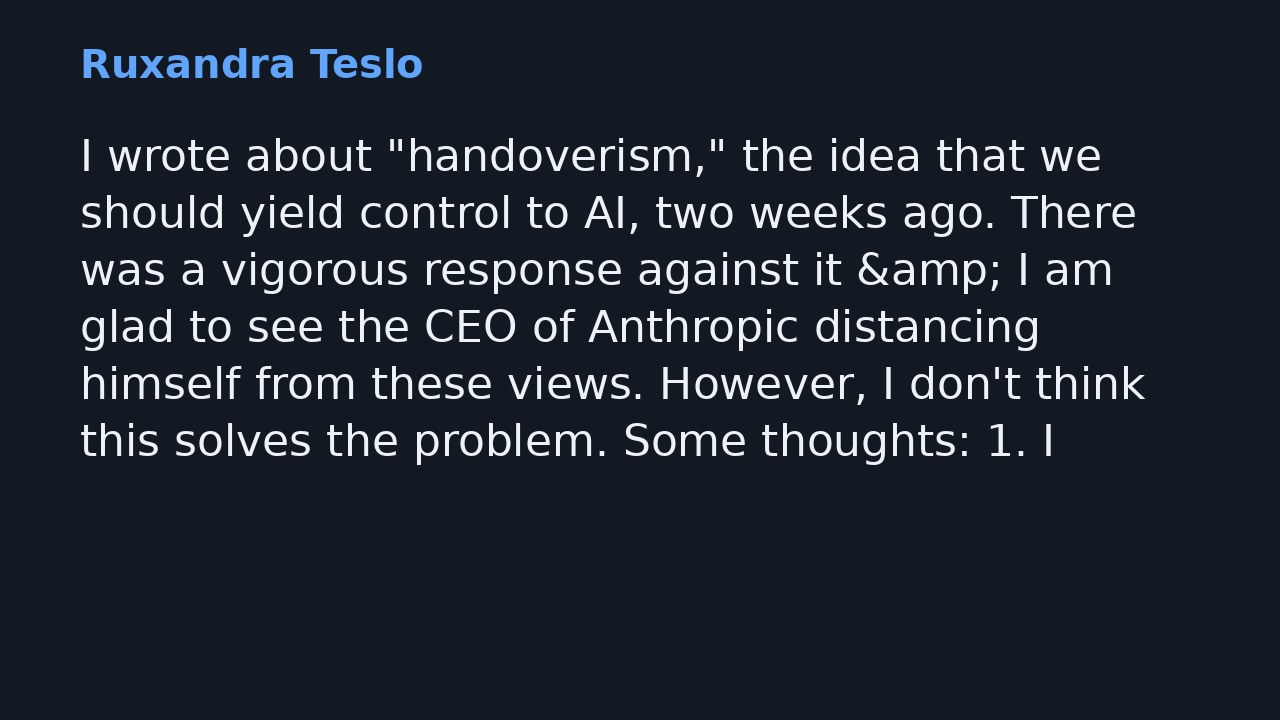 Ruxandra Teslo
I wrote about "handoverism," the idea that we
should yield control to AI, two weeks ago. There
was a vigorous response against it &amp; I am
glad to see the CEO of Anthropic distancing
himself from these views. However, I don't think
this solves the problem. Some thoughts: 1. I